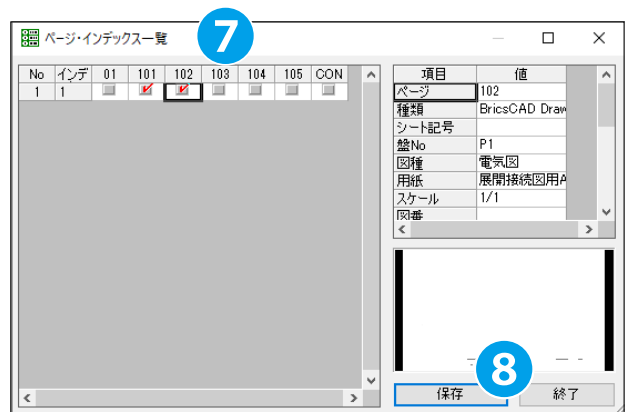 ページ・インデックス一覧
7
No インデ 01 101 102 103 104 105 CON
1 1
項目 値
ページ 102
種類 BricsCAD Draw
シート記号
盤No P1
図種 電気図
用紙 展開接続図用A
スケール 1/1
図番
8
保存 終了